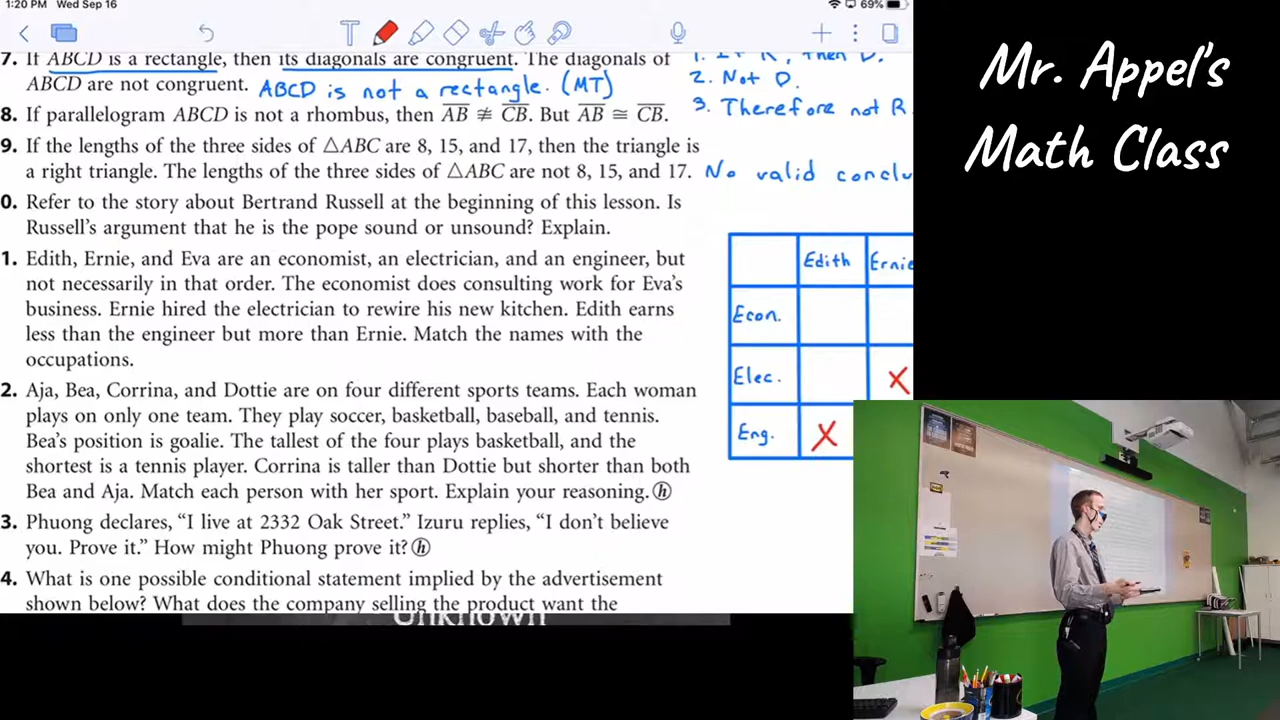 1:20 PM Wed Sep 16
69%
Mr. Appel's
Math Class
7. If ABCD is a rectangle, then its diagonals are congruent. The diagonals of
ABCD are not congruent. ABCD is not a rectangle. (MT)
1. If R, then D.
2. Not D.
3. Therefore not R
8. If parallelogram ABCD is not a rhombus, then AB ≇ CB. But AB ≅ CB.
9. If the lengths of the three sides of △ABC are 8, 15, and 17, then the triangle is
a right triangle. The lengths of the three sides of △ABC are not 8, 15, and 17. No valid conclu
0. Refer to the story about Bertrand Russell at the beginning of this lesson. Is
Russell's argument that he is the pope sound or unsound? Explain.
1. Edith, Ernie, and Eva are an economist, an electrician, and an engineer, but
not necessarily in that order. The economist does consulting work for Eva's
business. Ernie hired the electrician to rewire his new kitchen. Edith earns
less than the engineer but more than Ernie. Match the names with the
occupations.
Edith Ernie
Econ.
Elec. X
Eng. X
2. Aja, Bea, Corrina, and Dottie are on four different sports teams. Each woman
plays on only one team. They play soccer, basketball, baseball, and tennis.
Bea's position is goalie. The tallest of the four plays basketball, and the
shortest is a tennis player. Corrina is taller than Dottie but shorter than both
Bea and Aja. Match each person with her sport. Explain your reasoning. ⓗ
3. Phuong declares, "I live at 2332 Oak Street." Izuru replies, "I don't believe
you. Prove it." How might Phuong prove it? ⓗ
4. What is one possible conditional statement implied by the advertisement
shown below? What does the company selling the product want the
Unknown